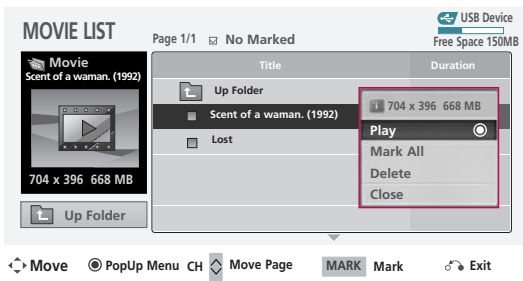 MOVIE LIST
Page 1/1 No Marked
USB Device
Free Space 150MB
Movie
Scent of a waman. (1992)
704 x 396 668 MB
Up Folder
Title Duration
Up Folder
Scent of a waman. (1992)
Lost
704 x 396 668 MB
Play
Mark All
Delete
Close
Move PopUp Menu CH Move Page MARK Mark Exit